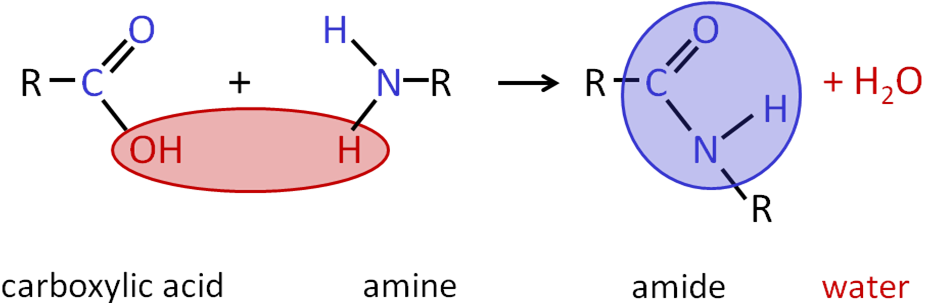 O H O
R C + N R R C H + H₂O
OH H N
R
carboxylic acid amine amide water